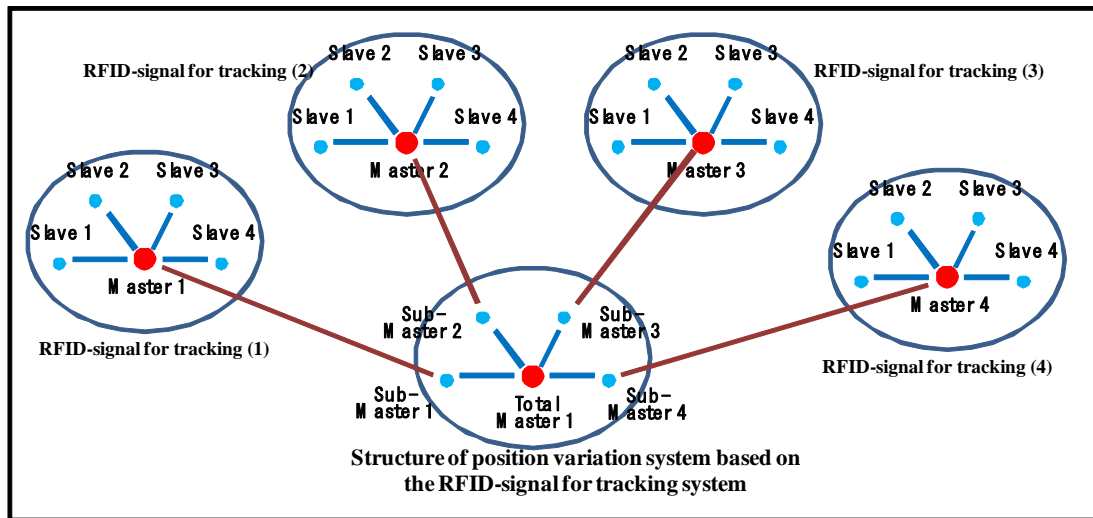 RFID-signal for tracking (2)
Slave 2 Slave 3
Slave 1 Slave 4
Master 2
Slave 2 Slave 3
Slave 1 Slave 4
Master 3
RFID-signal for tracking (3)
Slave 2 Slave 3
Slave 1 Slave 4
Master 1
RFID-signal for tracking (1)
Slave 2 Slave 3
Slave 1 Slave 4
Master 4
RFID-signal for tracking (4)
Sub-
Master 2
Sub-
Master 3
Sub-
Master 1
Total
Master 1
Sub-
Master 4
Structure of position variation system based on
the RFID-signal for tracking system